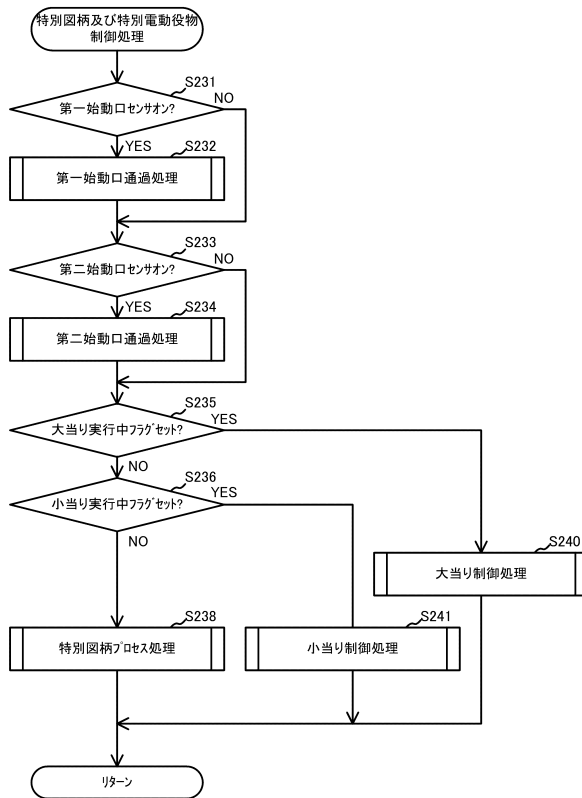 特別図柄及び特別電動役物
制御処理
S231
第一始動口センサオン?
NO
YES
S232
第一始動口通過処理
S233
第二始動口センサオン?
NO
YES
S234
第二始動口通過処理
S235
大当り実行中フラグセット?
YES
NO
S236
小当り実行中フラグセット?
YES
NO
S240
大当り制御処理
S238
特別図柄プロセス処理
S241
小当り制御処理
リターン